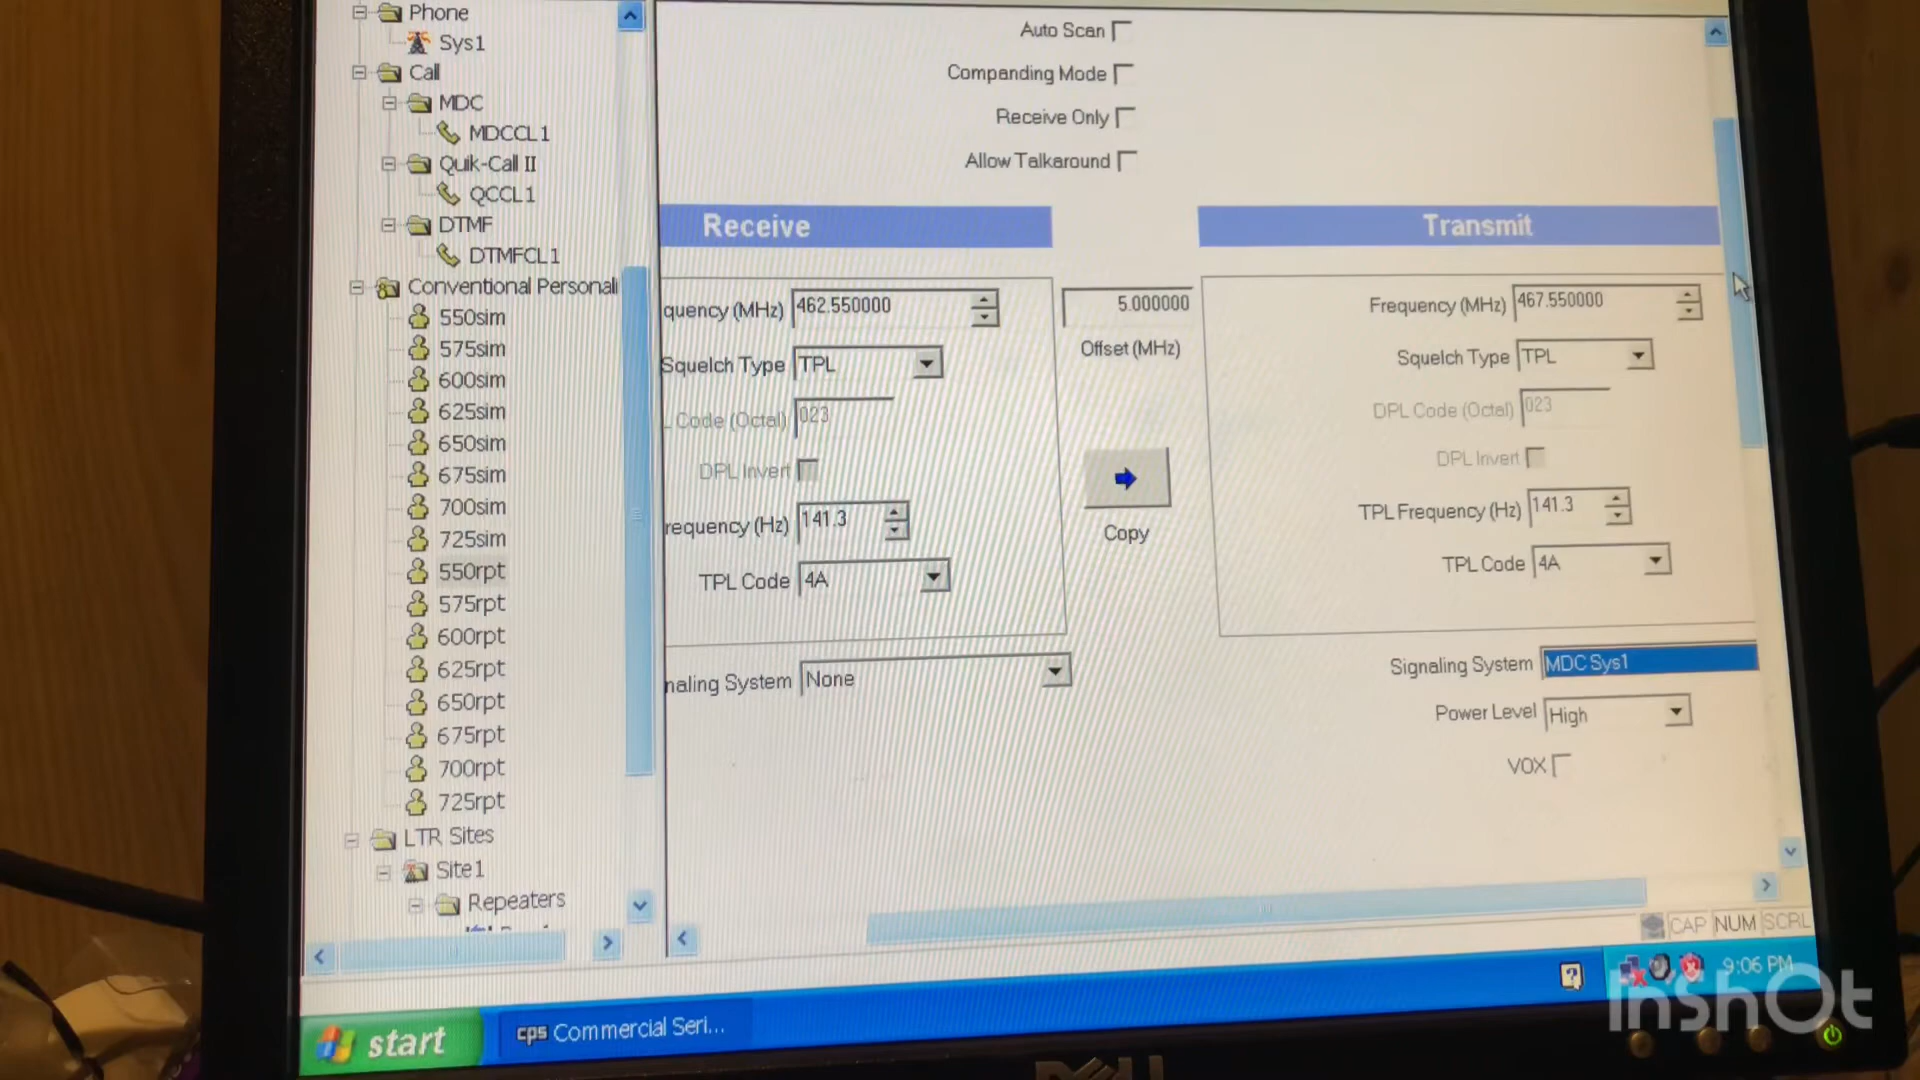 Phone
Sys1
Call
MDC
MDCCL1
Quik-Call II
QCCL1
DTMF
DTMFCL1
Conventional Personali
550sim
575sim
600sim
625sim
650sim
675sim
700sim
725sim
550rpt
575rpt
600rpt
625rpt
650rpt
675rpt
700rpt
725rpt
LTR Sites
Site1
Repeaters
Auto Scan
Companding Mode
Receive Only
Allow Talkaround
Receive
quency (MHz) 462.550000
Squelch Type TPL
Code (Octal) 023
DPL Invert
requency (Hz) 141.3
TPL Code 4A
naling System None
5.000000
Offset (MHz)
Copy
Transmit
Frequency (MHz) 467.550000
Squelch Type TPL
DPL Code (Octal) 023
DPL Invert
TPL Frequency (Hz) 141.3
TPL Code 4A
Signaling System MDC Sys1
Power Level High
VOX
CAP NUM SCRL
start
cps Commercial Seri...
9:06 PM
InShOt